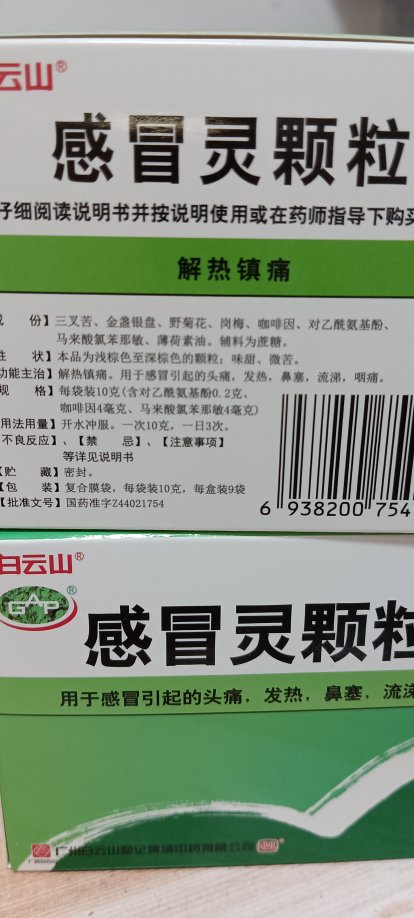 云山®
感冒灵颗粒
仔细阅读说明书并按说明使用或在药师指导下购买
解热镇痛
份】三叉苦、金盏银盘、野菊花、岗梅、咖啡因、对乙酰氨基酚、
马来酸氯苯那敏、薄荷素油。辅料为蔗糖。
性 状】本品为浅棕色至深棕色的颗粒；味甜、微苦。
功能主治】解热镇痛。用于感冒引起的头痛，发热，鼻塞，流涕，咽痛。
规 格】每袋装10克(含对乙酰氨基酚0.2克、
咖啡因4毫克、马来酸氯苯那敏4毫克)
用法用量】开水冲服。一次10克，一日3次。
不良反应】、【禁 忌】、【注意事项】
等详见说明书
【贮 藏】密封。
【包 装】复合膜袋，每袋装10克，每盒装9袋
【批准文号】国药准字Z44021754
6 938200 754
白云山®
GAP®
感冒灵颗粒
用于感冒引起的头痛，发热，鼻塞，流涕
广州白云山
中药有限公司